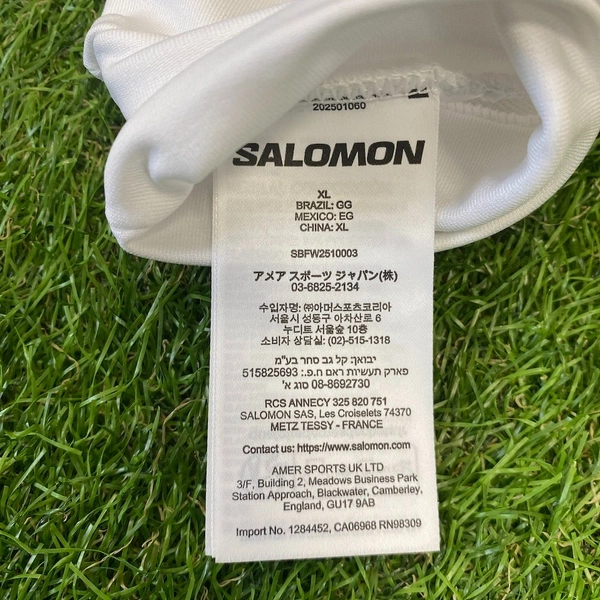 202501060
SALOMON
XL
BRAZIL: GG
MEXICO: EG
CHINA: XL
SBFW2510003
アメア スポーツ ジャパン(株)
03-6825-2134
수입자명: ㈜아머스포츠코리아
서울시 성동구 아차산로 6
누디트 서울숲 10층
소비자 상담실: (02)-515-1318
יבואן: קל גב סחר בע"מ
פארק תעשיות ראם ח.פ.: 515825693
סוג א' 08-8692730
RCS ANNECY 325 820 751
SALOMON SAS, Les Croiselets 74370
METZ TESSY - FRANCE
Contact us: https://www.salomon.com
AMER SPORTS UK LTD
3/F, Building 2, Meadows Business Park
Station Approach, Blackwater, Camberley,
England, GU17 9AB
Import No. 1284452, CA06968 RN98309